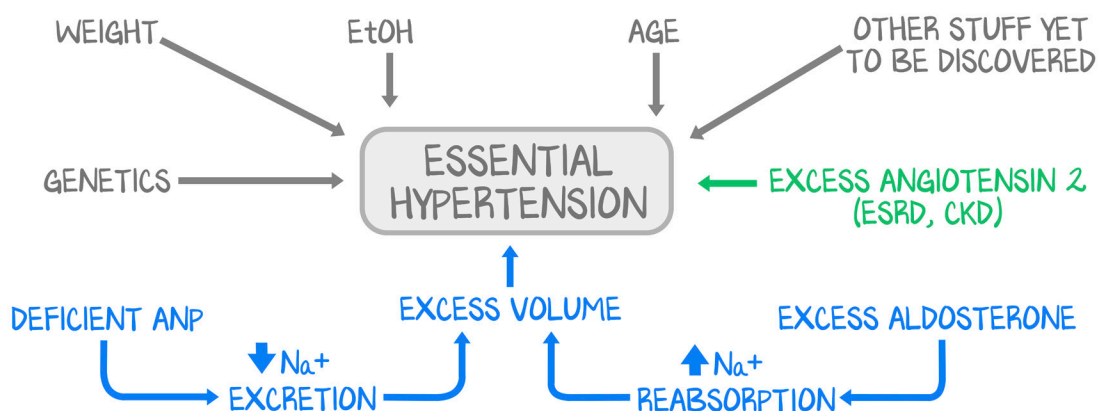 WEIGHT
EtOH
AGE
OTHER STUFF YET
TO BE DISCOVERED
GENETICS
ESSENTIAL
HYPERTENSION
EXCESS ANGIOTENSIN 2
(ESRD, CKD)
DEFICIENT ANP
EXCESS VOLUME
EXCESS ALDOSTERONE
Na+
EXCRETION
Na+
REABSORPTION